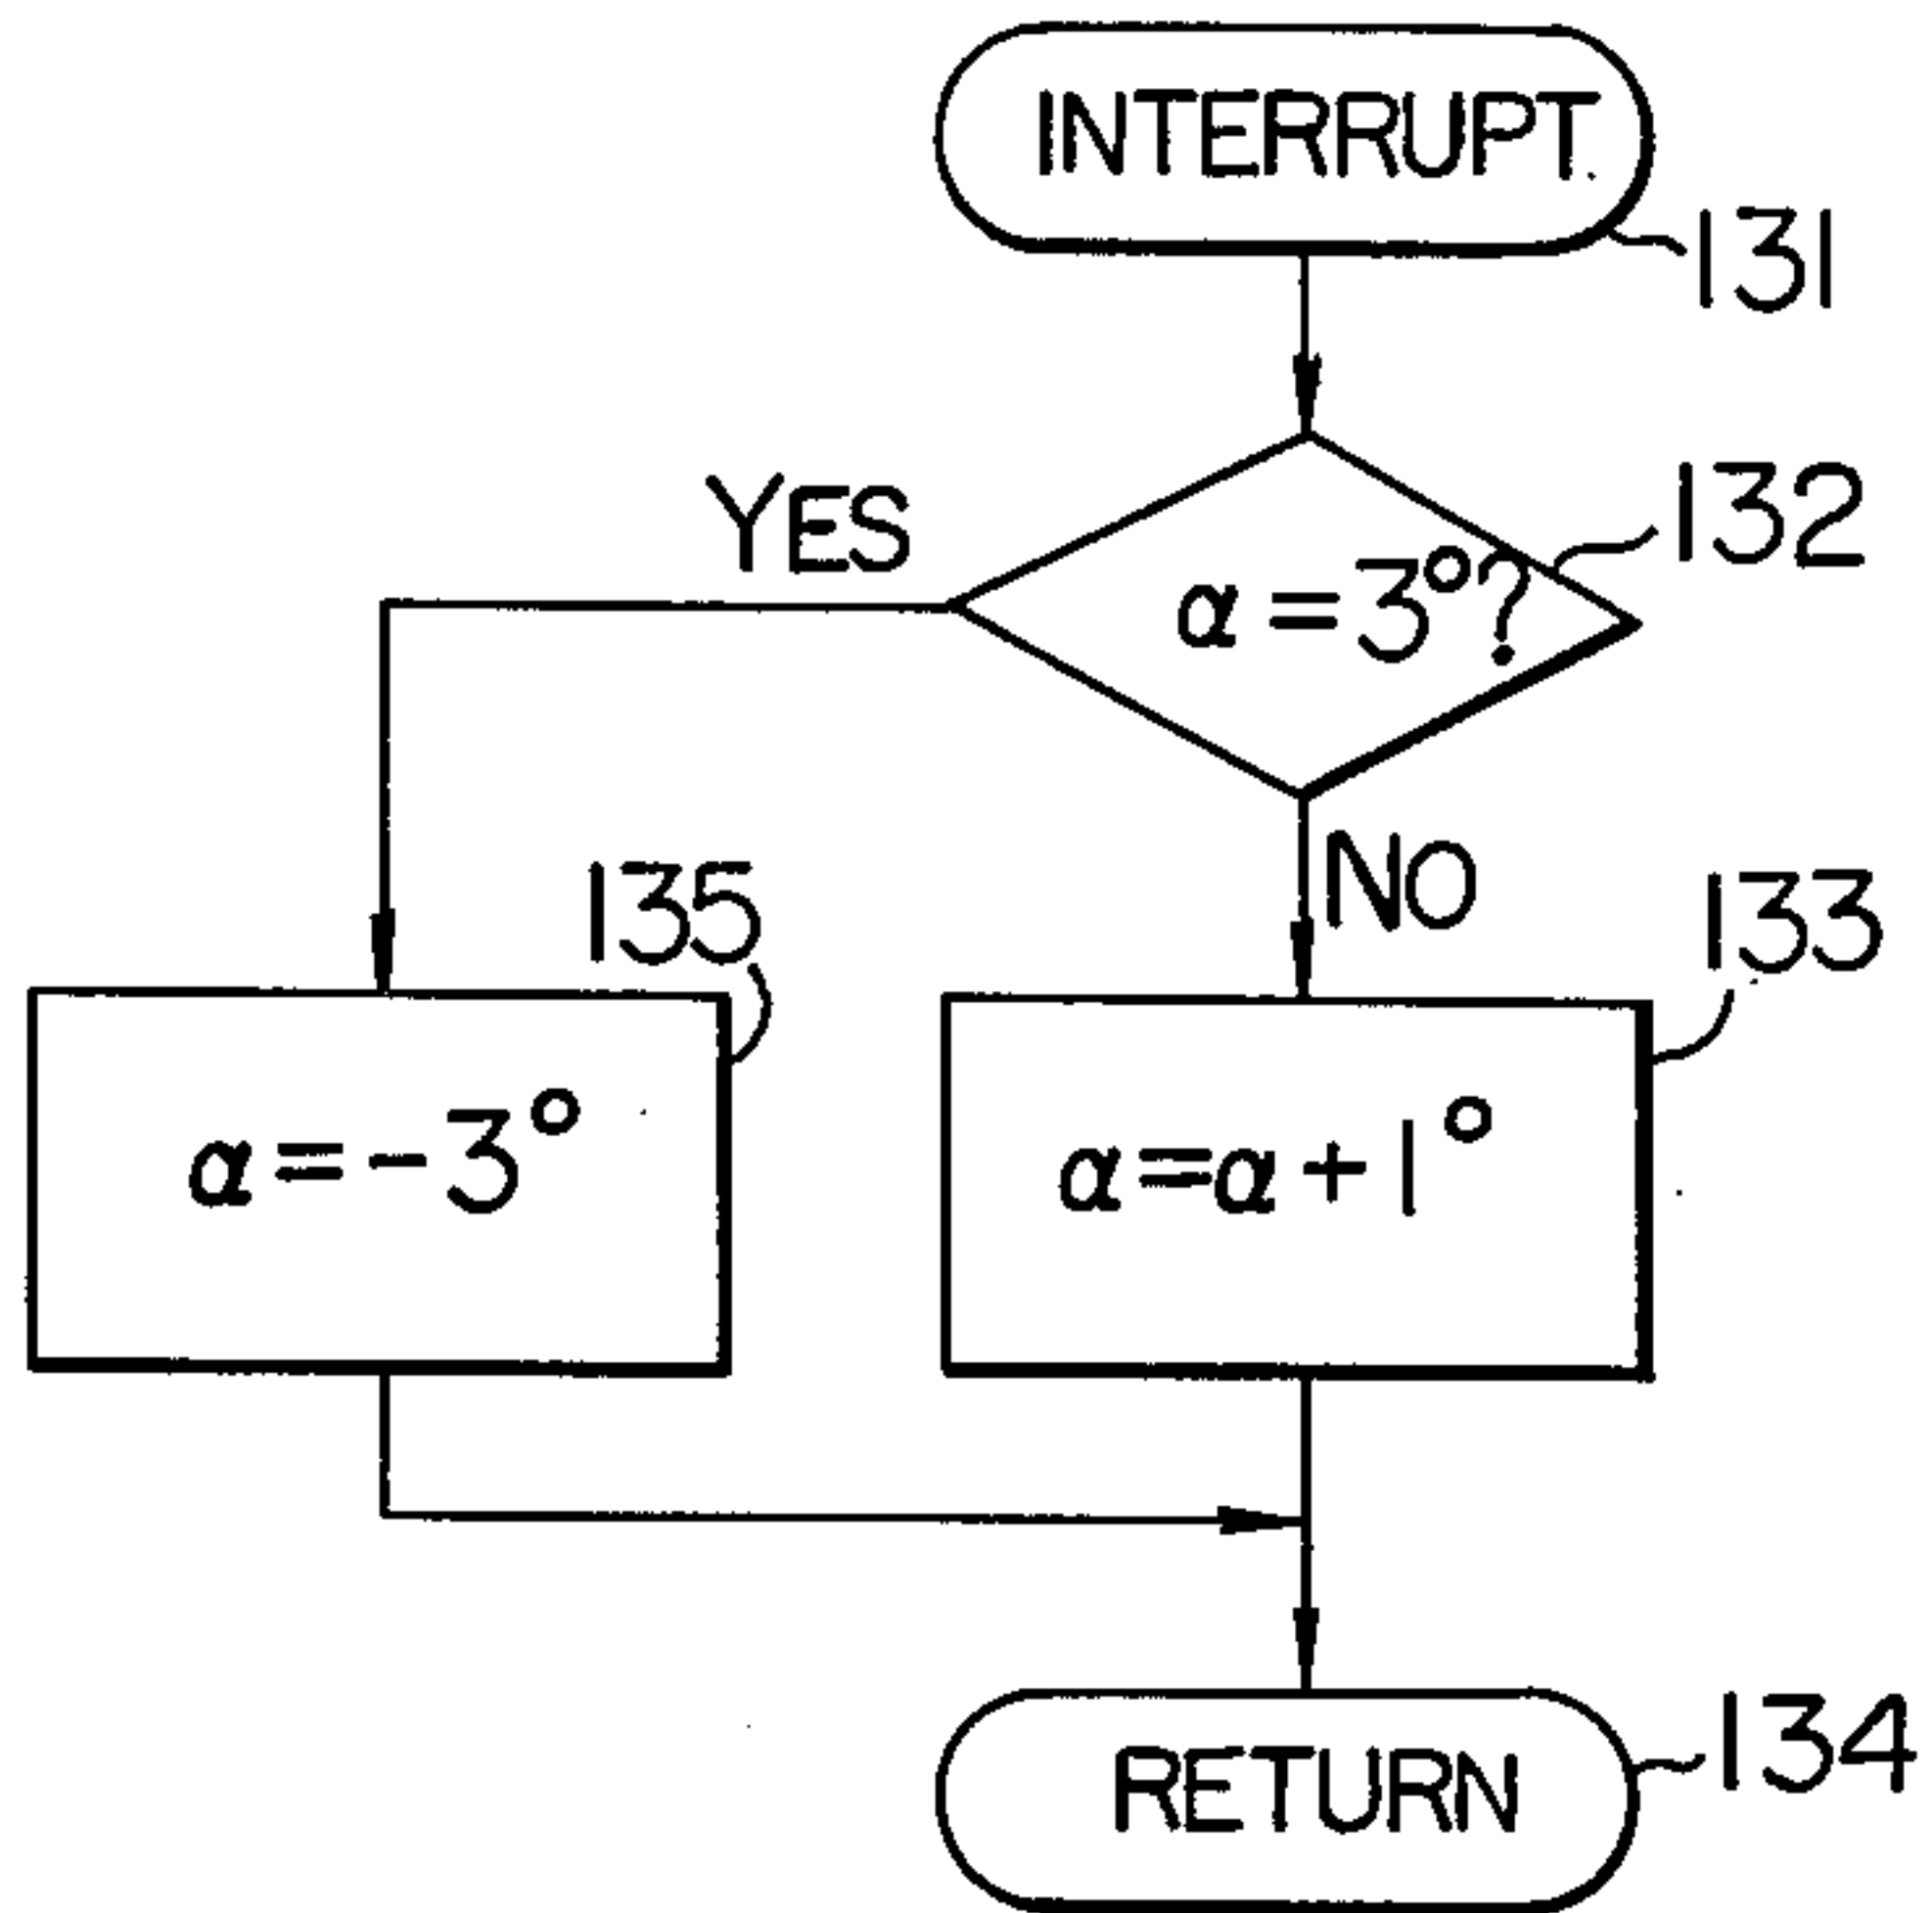 INTERRUPT
131
132
YES
α = 3°?
NO
135
133
α = -3°
α = α + 1°
134
RETURN